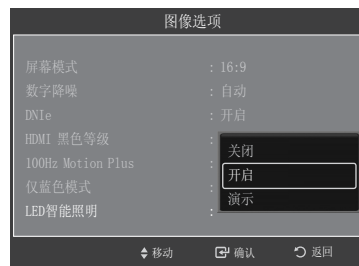 图像选项
屏幕模式 : 16:9
数字降噪 : 自动
DNIe : 开启
HDMI 黑色等级 :
100Hz Motion Plus :
仅蓝色模式 :
LED智能照明 :
关闭
开启
演示
移动 确认 返回